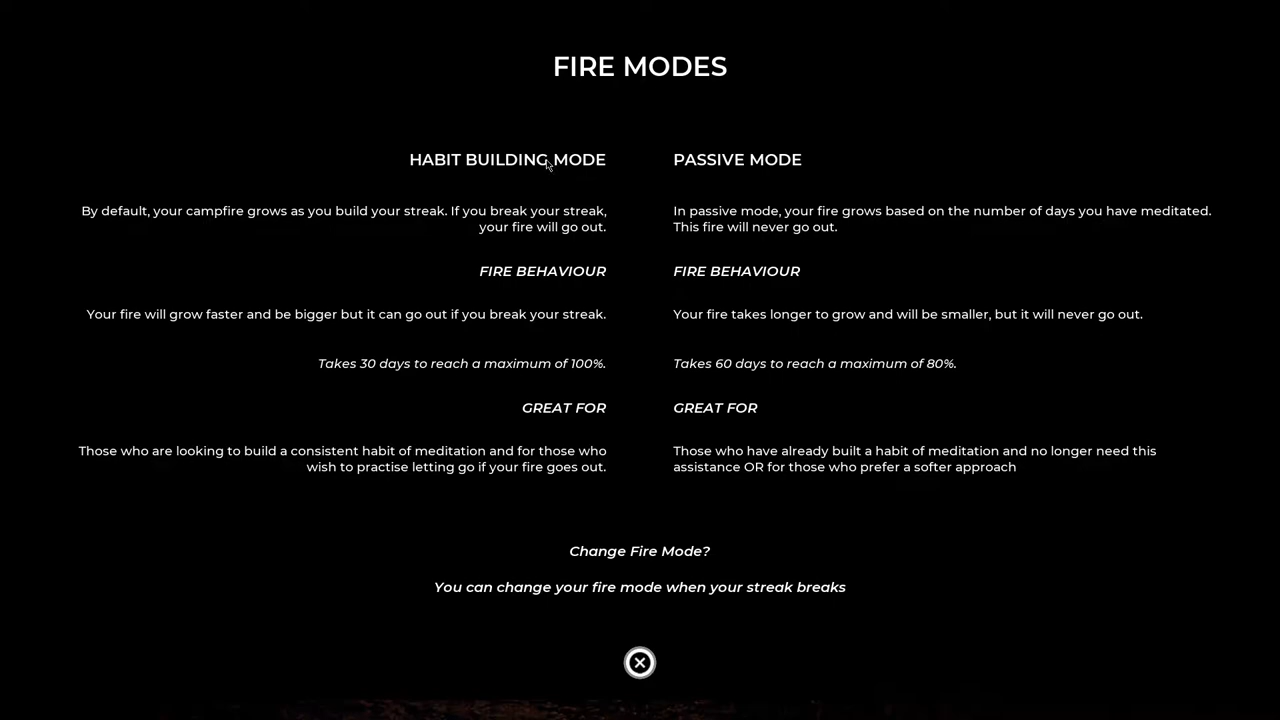 FIRE MODES
HABIT BUILDING MODE
By default, your campfire grows as you build your streak. If you break your streak,
your fire will go out.
FIRE BEHAVIOUR
Your fire will grow faster and be bigger but it can go out if you break your streak.
Takes 30 days to reach a maximum of 100%.
GREAT FOR
Those who are looking to build a consistent habit of meditation and for those who
wish to practise letting go if your fire goes out.
PASSIVE MODE
In passive mode, your fire grows based on the number of days you have meditated.
This fire will never go out.
FIRE BEHAVIOUR
Your fire takes longer to grow and will be smaller, but it will never go out.
Takes 60 days to reach a maximum of 80%.
GREAT FOR
Those who have already built a habit of meditation and no longer need this
assistance OR for those who prefer a softer approach
Change Fire Mode?
You can change your fire mode when your streak breaks